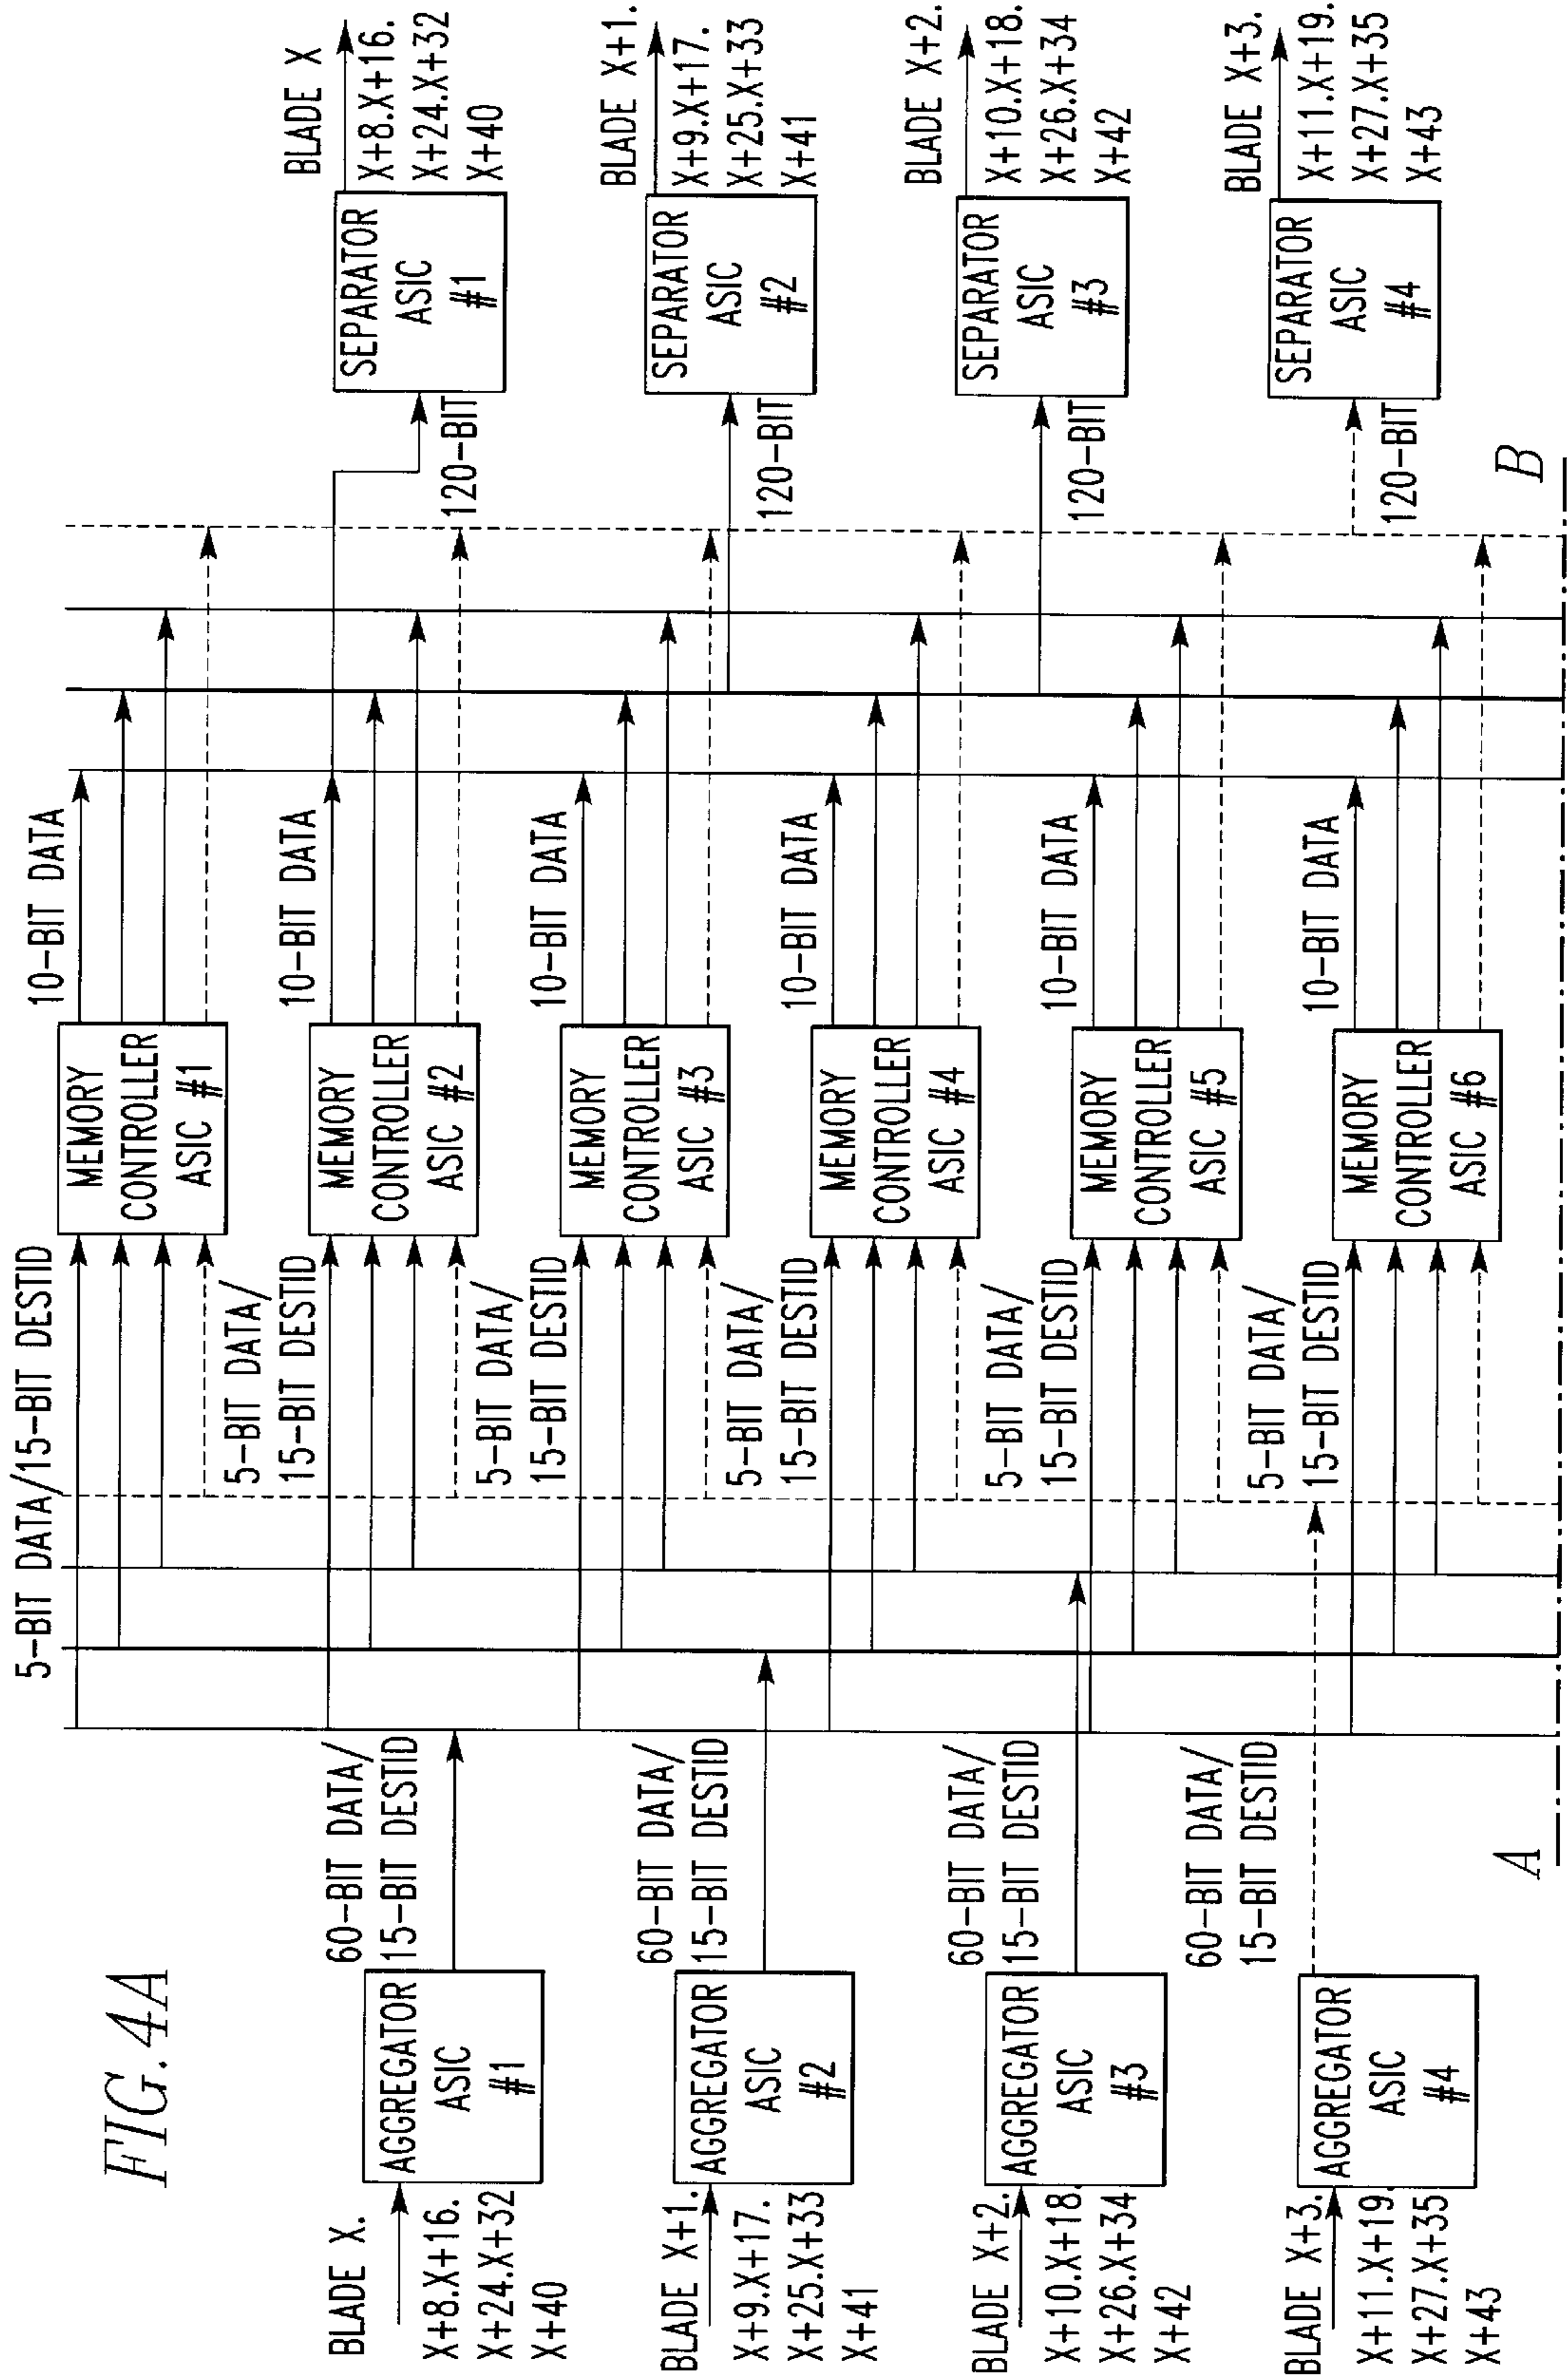 FIG. 4A
BLADE X.
X+8.X+16.
X+24.X+32
X+40
AGGREGATOR
ASIC
#1
60-BIT DATA/
15-BIT DESTID
BLADE X+1.
X+9.X+17.
X+25.X+33
X+41
AGGREGATOR
ASIC
#2
60-BIT DATA/
15-BIT DESTID
BLADE X+2.
X+10.X+18.
X+26.X+34
X+42
AGGREGATOR
ASIC
#3
60-BIT DATA/
15-BIT DESTID
BLADE X+3.
X+11.X+19.
X+27.X+35
X+43
AGGREGATOR
ASIC
#4
60-BIT DATA/
15-BIT DESTID
A
5-BIT DATA/15-BIT DESTID
MEMORY
CONTROLLER
ASIC #1
10-BIT DATA
5-BIT DATA/
15-BIT DESTID
MEMORY
CONTROLLER
ASIC #2
10-BIT DATA
5-BIT DATA/
15-BIT DESTID
MEMORY
CONTROLLER
ASIC #3
10-BIT DATA
5-BIT DATA/
15-BIT DESTID
MEMORY
CONTROLLER
ASIC #4
10-BIT DATA
5-BIT DATA/
15-BIT DESTID
MEMORY
CONTROLLER
ASIC #5
10-BIT DATA
5-BIT DATA/
15-BIT DESTID
MEMORY
CONTROLLER
ASIC #6
10-BIT DATA
120-BIT
SEPARATOR
ASIC
#1
BLADE X
X+8.X+16.
X+24.X+32
X+40
120-BIT
SEPARATOR
ASIC
#2
BLADE X+1.
X+9.X+17.
X+25.X+33
X+41
120-BIT
SEPARATOR
ASIC
#3
BLADE X+2.
X+10.X+18.
X+26.X+34
X+42
120-BIT
SEPARATOR
ASIC
#4
BLADE X+3.
X+11.X+19.
X+27.X+35
X+43
B